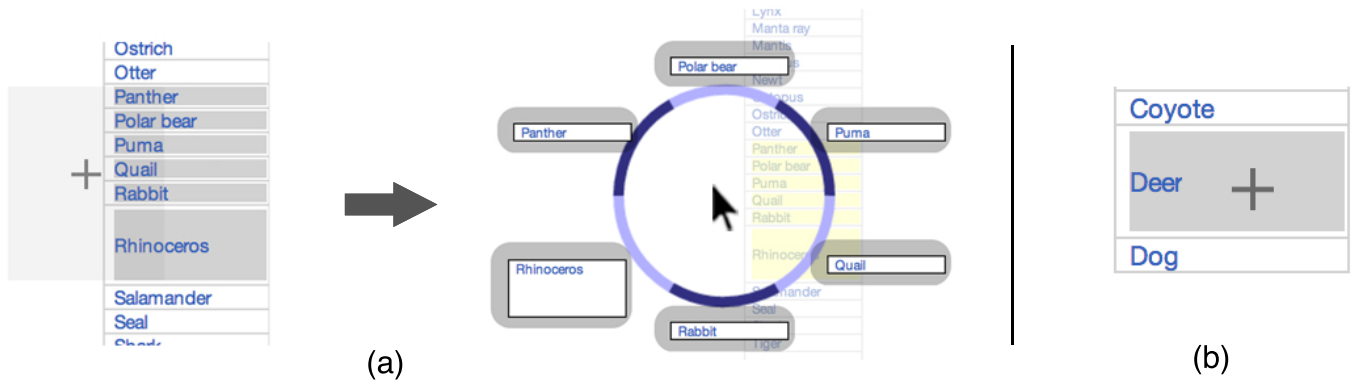 Ostrich
Otter
Panther
Polar bear
Puma
Quail
Rabbit
Rhinoceros
Salamander
Seal
Shark
(a)
Lynx
Manta ray
Mantis
Newt
Ostrich
Otter
Panther
Polar bear
Puma
Quail
Rabbit
Seal
Tiger
Polar bear
Panther
Puma
Rhinoceros
Quail
Rabbit
Coyote
Deer
Dog
(b)